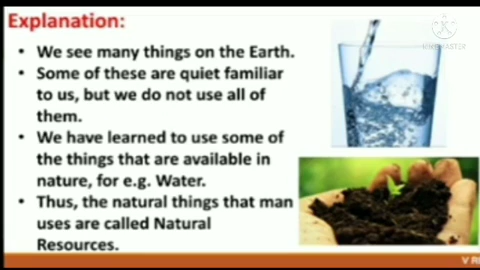 Explanation:
• We see many things on the Earth.
• Some of these are quiet familiar
to us, but we do not use all of
them.
• We have learned to use some of
the things that are available in
nature, for e.g. Water.
• Thus, the natural things that man
uses are called Natural
Resources.
KINEMASTER